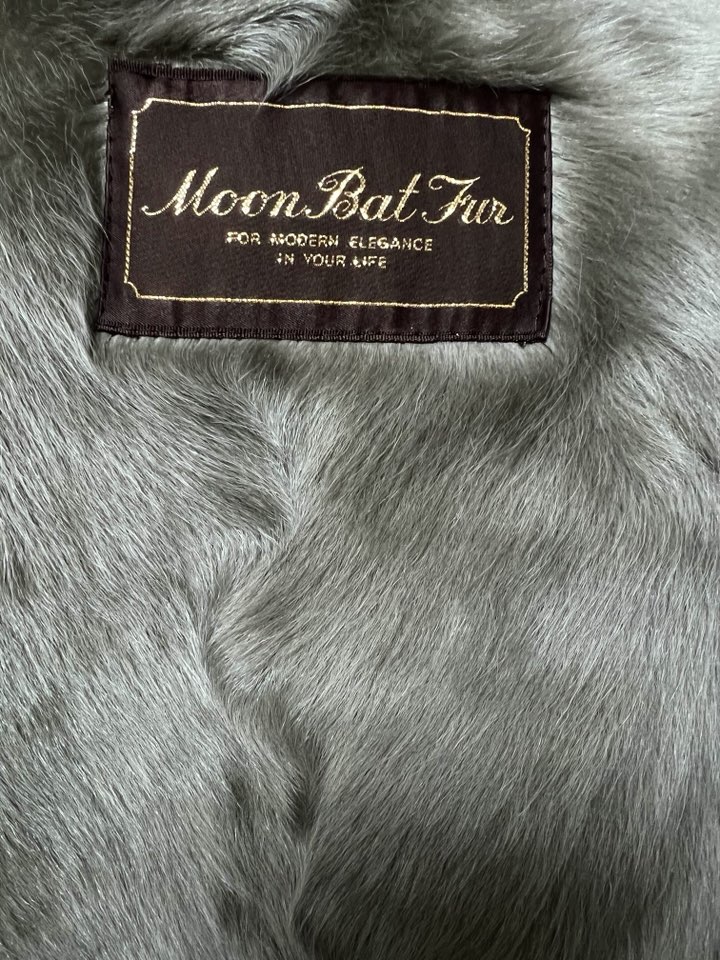 Moon Bat Fur
FOR MODERN ELEGANCE
IN YOUR LIFE